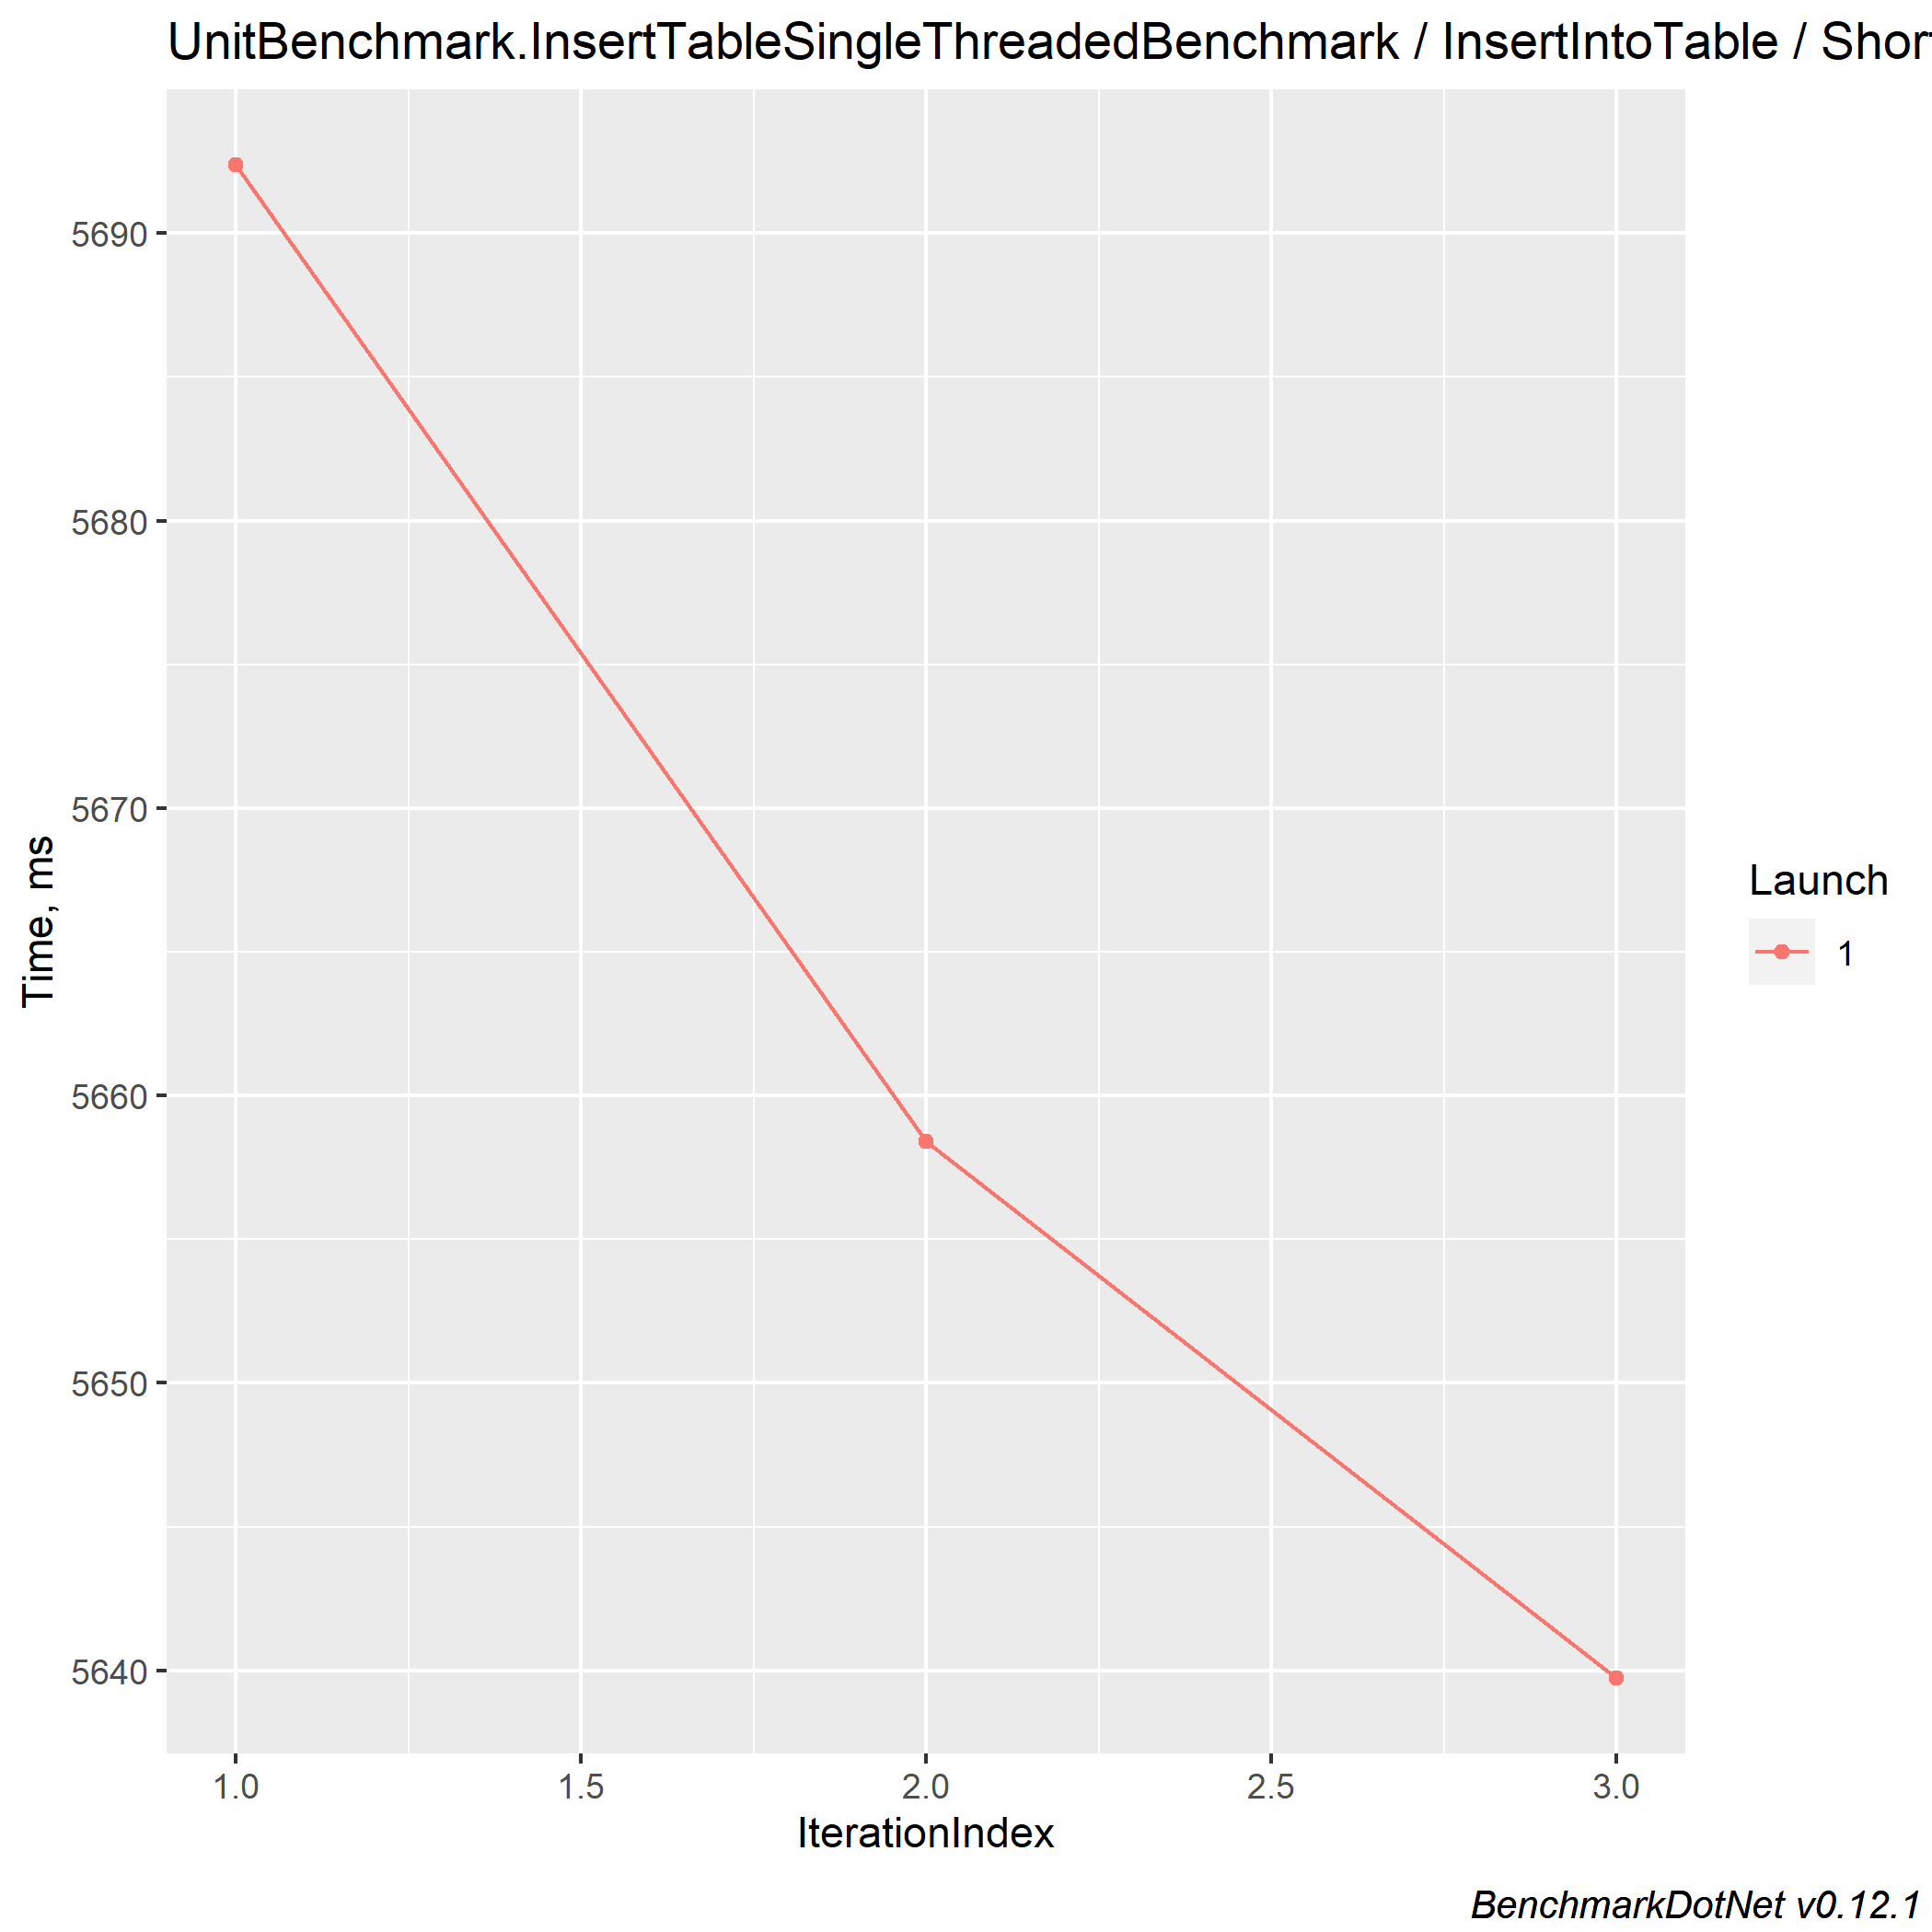 UnitBenchmark.InsertTableSingleThreadedBenchmark / InsertIntoTable / Shor
5690
5680
5670
5660
5650
5640
Time, ms
1.0 1.5 2.0 2.5 3.0
IterationIndex
Launch
1
BenchmarkDotNet v0.12.1